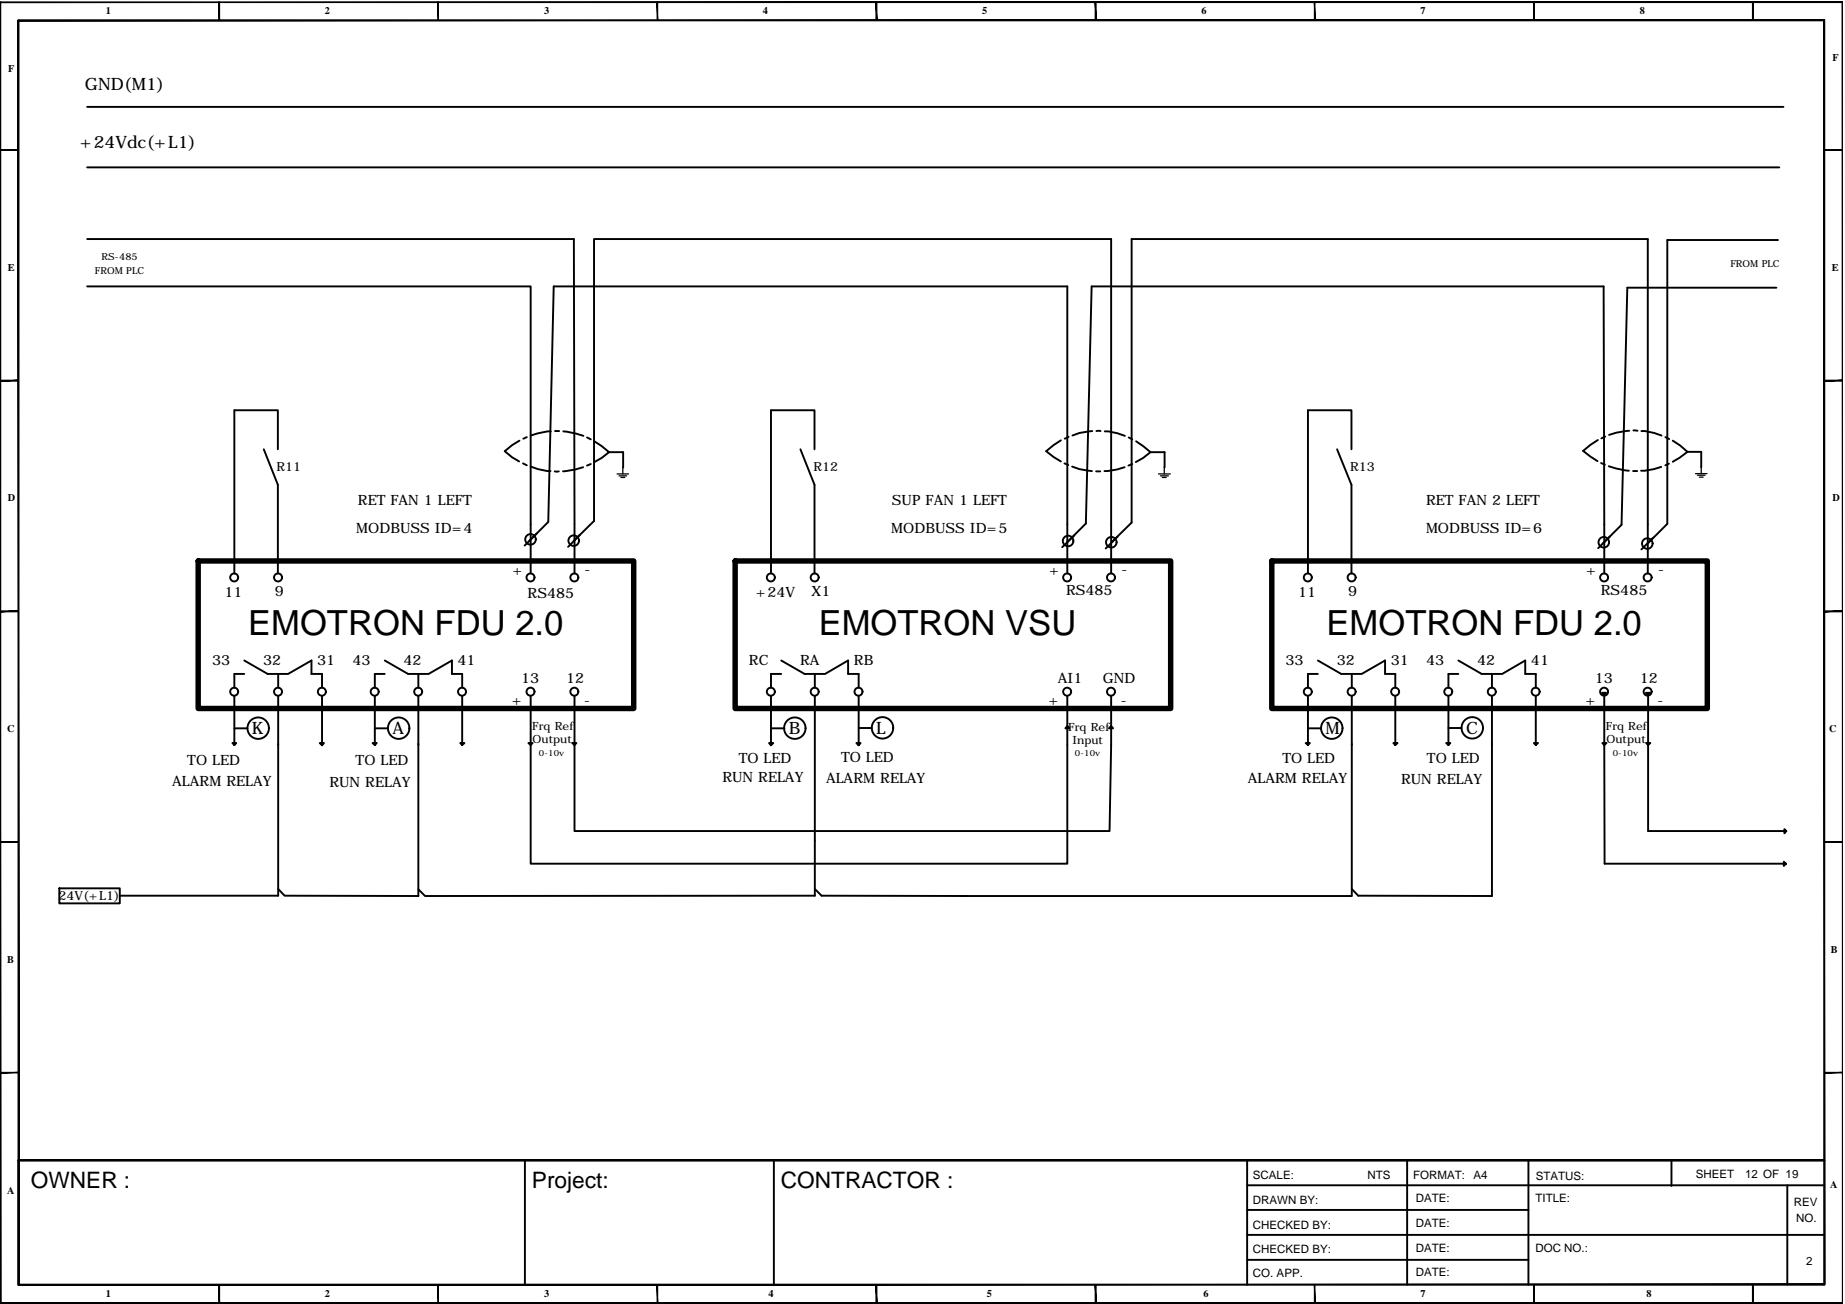 1 2 3 4 5 6 7 8
F F
GND(M1)
+24Vdc(+L1)
RS-485
FROM PLC
FROM PLC
E E
R11 R12 R13
D D
RET FAN 1 LEFT
MODBUSS ID=4
SUP FAN 1 LEFT
MODBUSS ID=5
RET FAN 2 LEFT
MODBUSS ID=6
11 9 + - RS485
EMOTRON FDU 2.0
33 32 31 43 42 41 13 12
+ -
+24V X1 + - RS485
EMOTRON VSU
RC RA RB AI1 GND
+ -
11 9 + - RS485
EMOTRON FDU 2.0
33 32 31 43 42 41 13 12
+ -
C C
K A
Frq Ref
Output
0-10v
TO LED
ALARM RELAY
TO LED
RUN RELAY
B L
Frq Ref
Input
0-10v
TO LED
RUN RELAY
TO LED
ALARM RELAY
M C
Frq Ref
Output
0-10v
TO LED
ALARM RELAY
TO LED
RUN RELAY
24V(+L1)
B B
A A
OWNER :
Project:
CONTRACTOR :
SCALE: NTS FORMAT: A4 STATUS: SHEET 12 OF 19
DRAWN BY: DATE: TITLE: REV
NO.
CHECKED BY: DATE:
CHECKED BY: DATE: DOC NO.: 2
CO. APP. DATE:
1 2 3 4 5 6 7 8